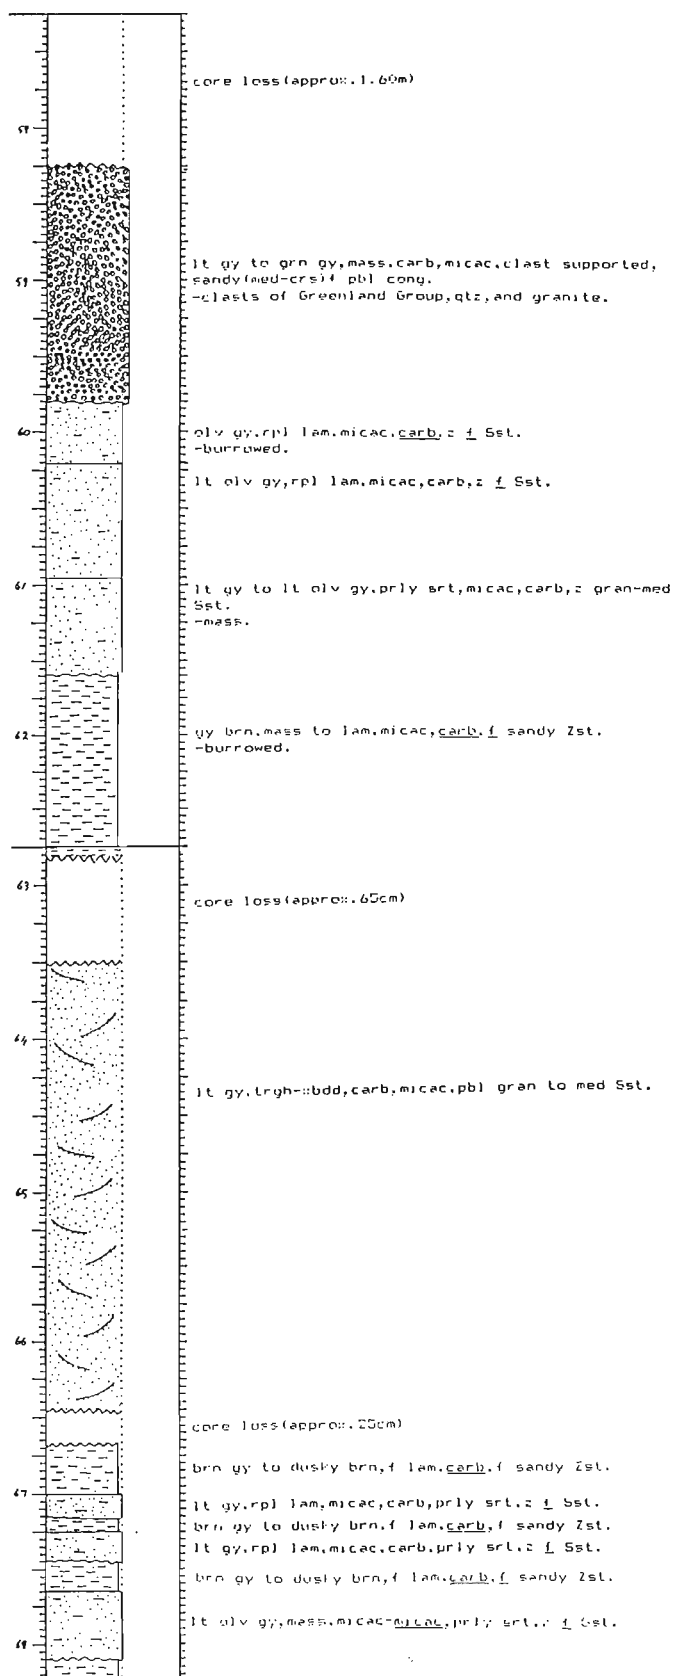 core loss(approx.1.60m)
58
lt gy to grn gy,mass,carb,micac,clast supported,
sandy(med-crs)f pbl cong.
59
-clasts of Greenland Group,qtz,and granite.
60
olv gy,rpl lam,micac,carb,z f Sst.
-burrowed.
lt olv gy,rpl lam,micac,carb,z f Sst.
61
lt gy to lt olv gy,prly srt,micac,carb,z gran-med
Sst.
-mass.
62
gy brn,mass to lam,micac,carb,f sandy Zst.
-burrowed.
63
core loss(approx.65cm)
64
lt gy,trgh-xbdd,carb,micac,pbl gran to med Sst.
65
66
core loss(approx.25cm)
brn gy to dusky brn,f lam,carb,f sandy Zst.
67
lt gy,rpl lam,micac,carb,prly srt,z f Sst.
brn gy to dusky brn,f lam,carb,f sandy Zst.
lt gy,rpl lam,micac,carb,prly srt,z f Sst.
brn gy to dusky brn,f lam,carb,f sandy Zst.
lt olv gy,mass,micac-micac,prly srt,z f Sst.
68